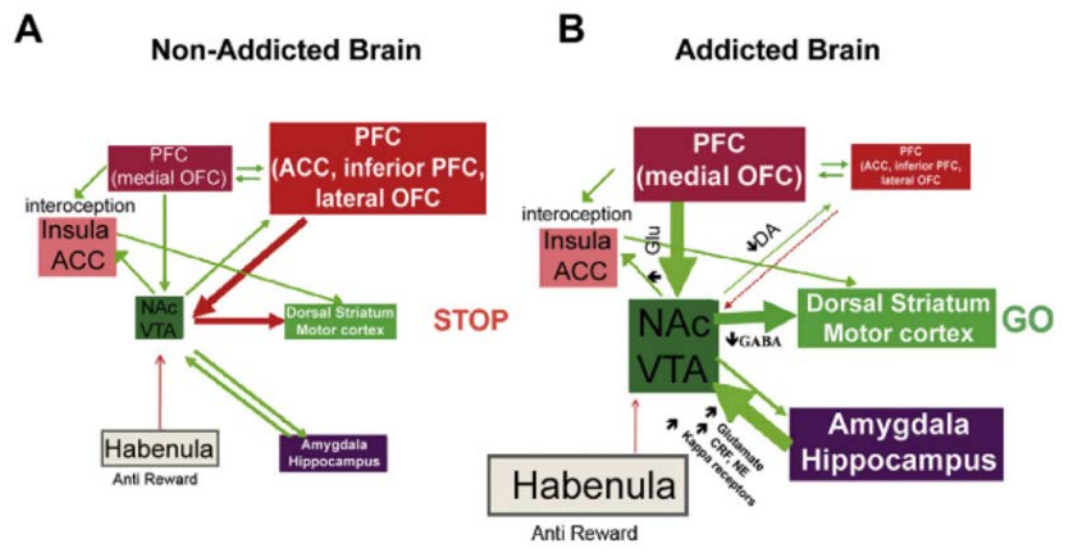 A
Non-Addicted Brain
PFC
(medial OFC)
PFC
(ACC, inferior PFC,
lateral OFC
interoception
Insula
ACC
NAc
VTA
Dorsal Striatum
Motor cortex
STOP
Habenula
Anti Reward
Amygdala
Hippocampus
B
Addicted Brain
PFC
(medial OFC)
PFC
(ACC, inferior PFC,
lateral OFC
interoception
Insula
ACC
Glu
DA
NAc
VTA
GABA
Dorsal Striatum
Motor cortex
GO
Glutamate
CRF, NE
Kappa receptors
Amygdala
Hippocampus
Habenula
Anti Reward